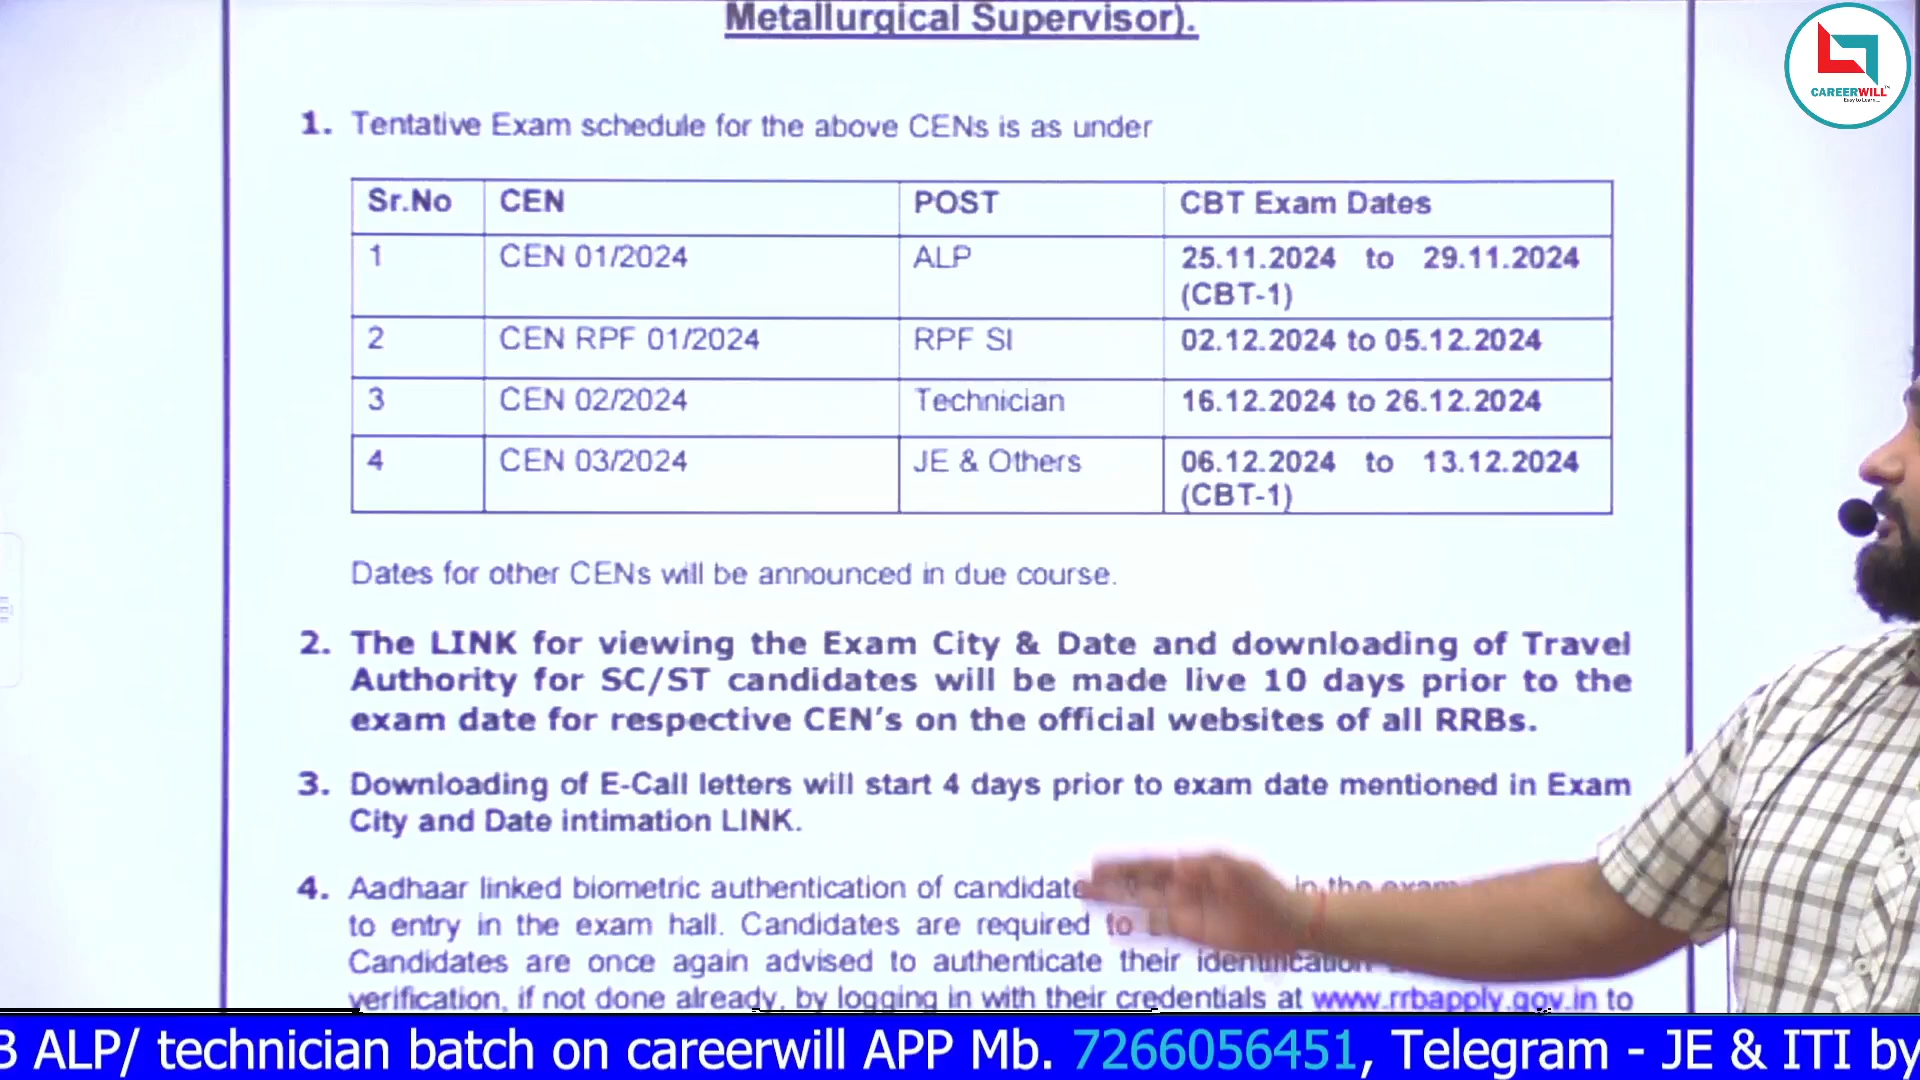 Metallurgical Supervisor).
CAREERWILL
Easy to Learn...
1. Tentative Exam schedule for the above CENs is as under
Sr.No CEN POST CBT Exam Dates
1 CEN 01/2024 ALP 25.11.2024 to 29.11.2024
(CBT-1)
2 CEN RPF 01/2024 RPF SI 02.12.2024 to 05.12.2024
3 CEN 02/2024 Technician 16.12.2024 to 26.12.2024
4 CEN 03/2024 JE & Others 06.12.2024 to 13.12.2024
(CBT-1)
Dates for other CENs will be announced in due course.
2. The LINK for viewing the Exam City & Date and downloading of Travel
Authority for SC/ST candidates will be made live 10 days prior to the
exam date for respective CEN's on the official websites of all RRBs.
3. Downloading of E-Call letters will start 4 days prior to exam date mentioned in Exam
City and Date intimation LINK.
4. Aadhaar linked biometric authentication of candidate in the exam
to entry in the exam hall. Candidates are required to
Candidates are once again advised to authenticate their identification
verification, if not done already, by logging in with their credentials at www.rrbapply.gov.in to
B ALP/ technician batch on careerwill APP Mb. 7266056451, Telegram - JE & ITI by